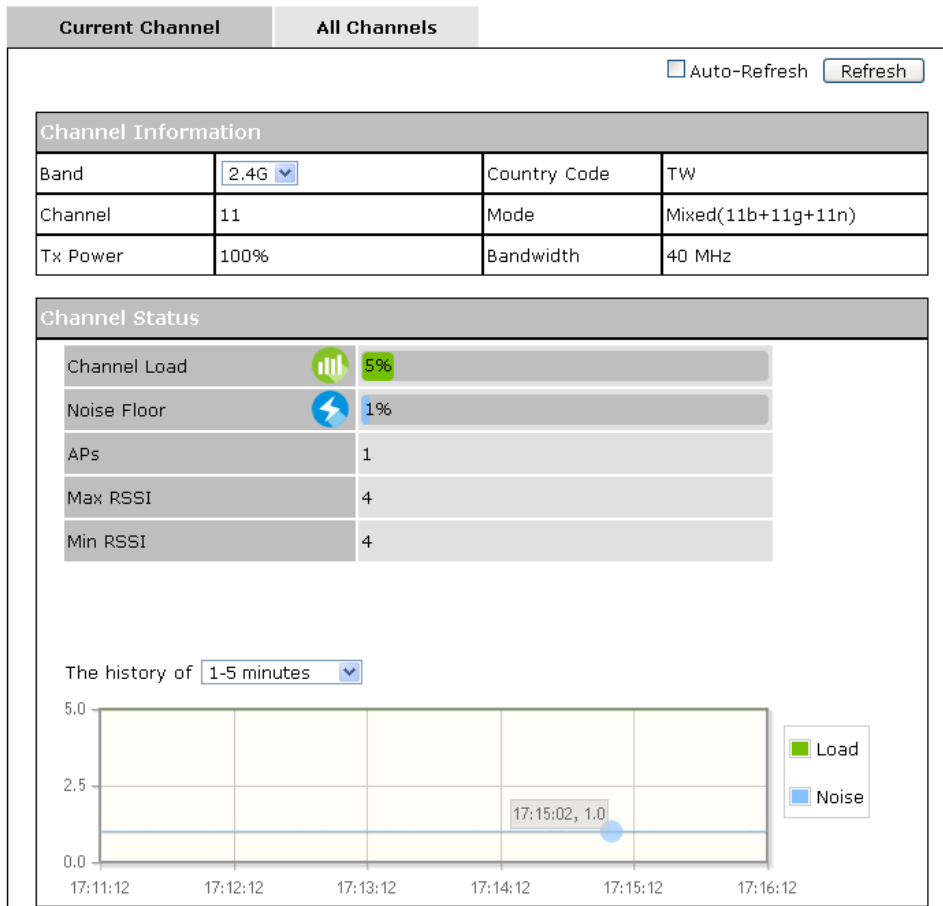 Current Channel All Channels
Auto-Refresh Refresh
Channel Information
Band 2.4G Country Code TW
Channel 11 Mode Mixed(11b+11g+11n)
Tx Power 100% Bandwidth 40 MHz
Channel Status
Channel Load 5%
Noise Floor 1%
APs 1
Max RSSI 4
Min RSSI 4
The history of 1-5 minutes
5.0
Load
2.5
Noise
17:15:02, 1.0
0.0
17:11:12 17:12:12 17:13:12 17:14:12 17:15:12 17:16:12